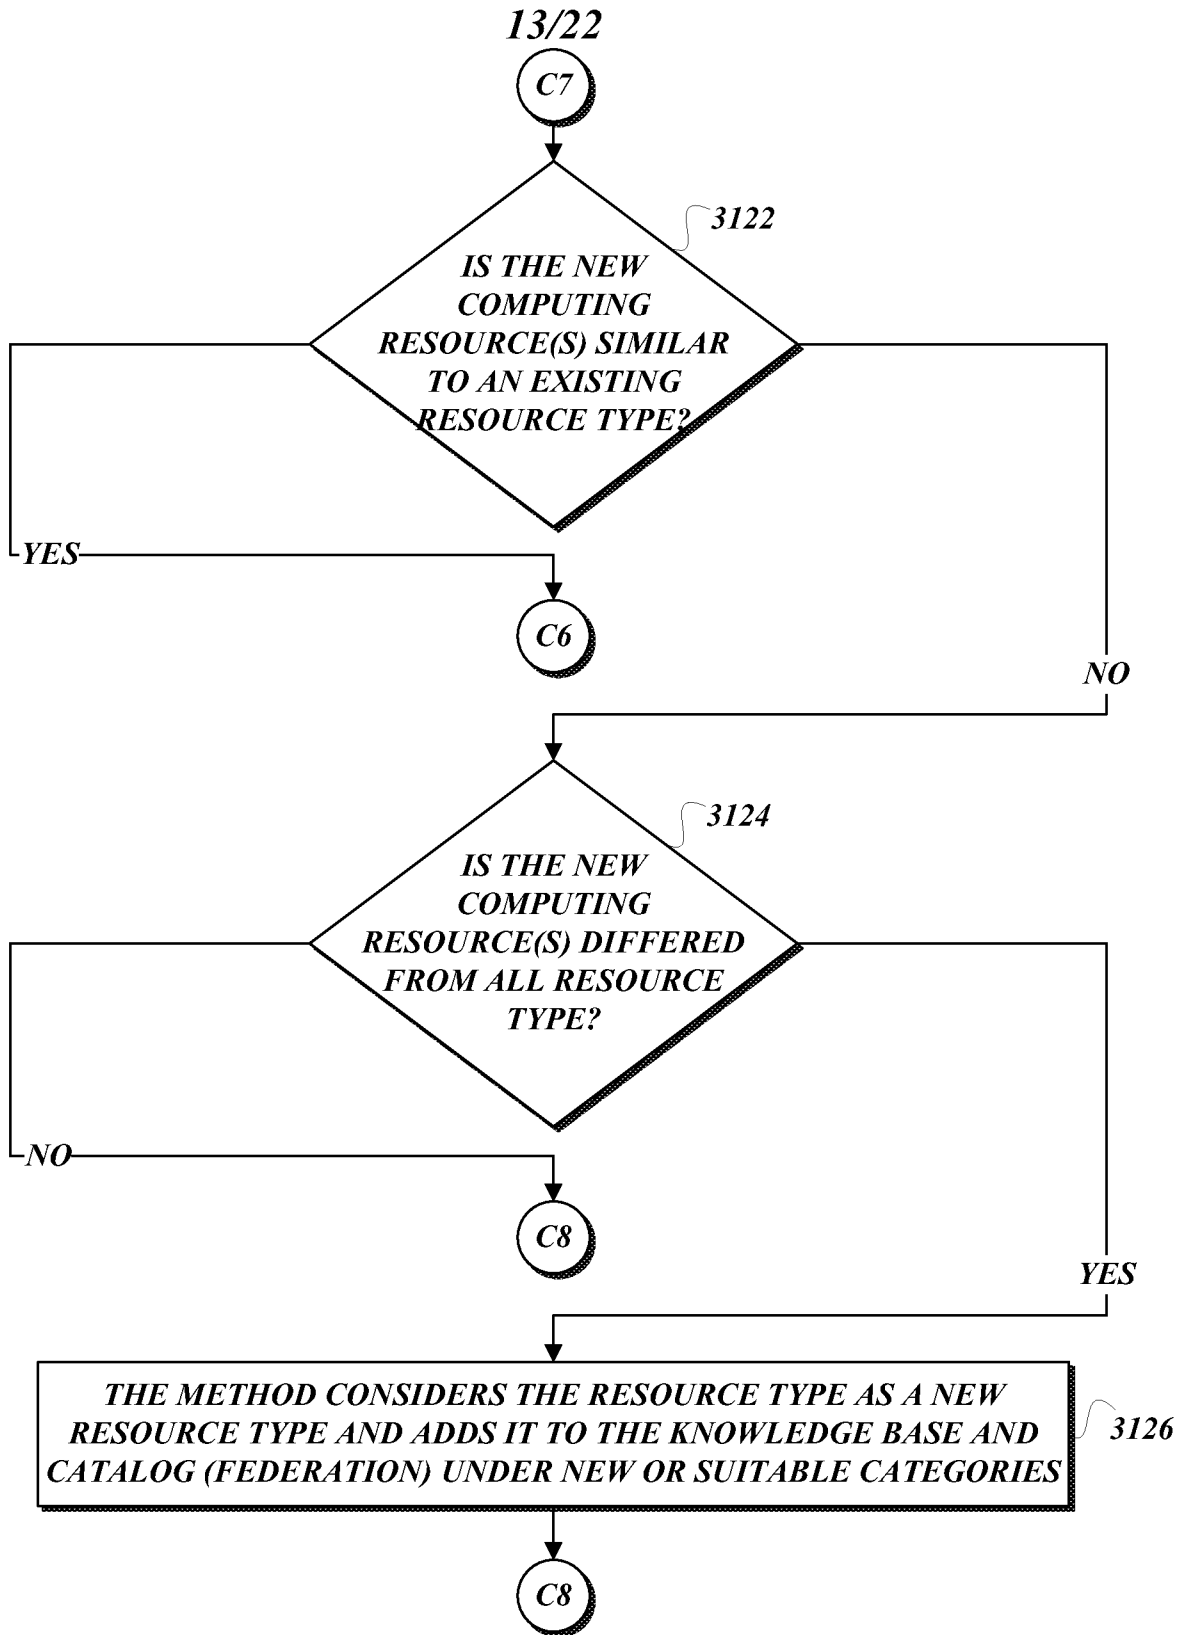 13/22
C7
3122
IS THE NEW
COMPUTING
RESOURCE(S) SIMILAR
TO AN EXISTING
RESOURCE TYPE?
YES
C6
NO
3124
IS THE NEW
COMPUTING
RESOURCE(S) DIFFERED
FROM ALL RESOURCE
TYPE?
NO
C8
YES
THE METHOD CONSIDERS THE RESOURCE TYPE AS A NEW
RESOURCE TYPE AND ADDS IT TO THE KNOWLEDGE BASE AND
CATALOG (FEDERATION) UNDER NEW OR SUITABLE CATEGORIES
3126
C8